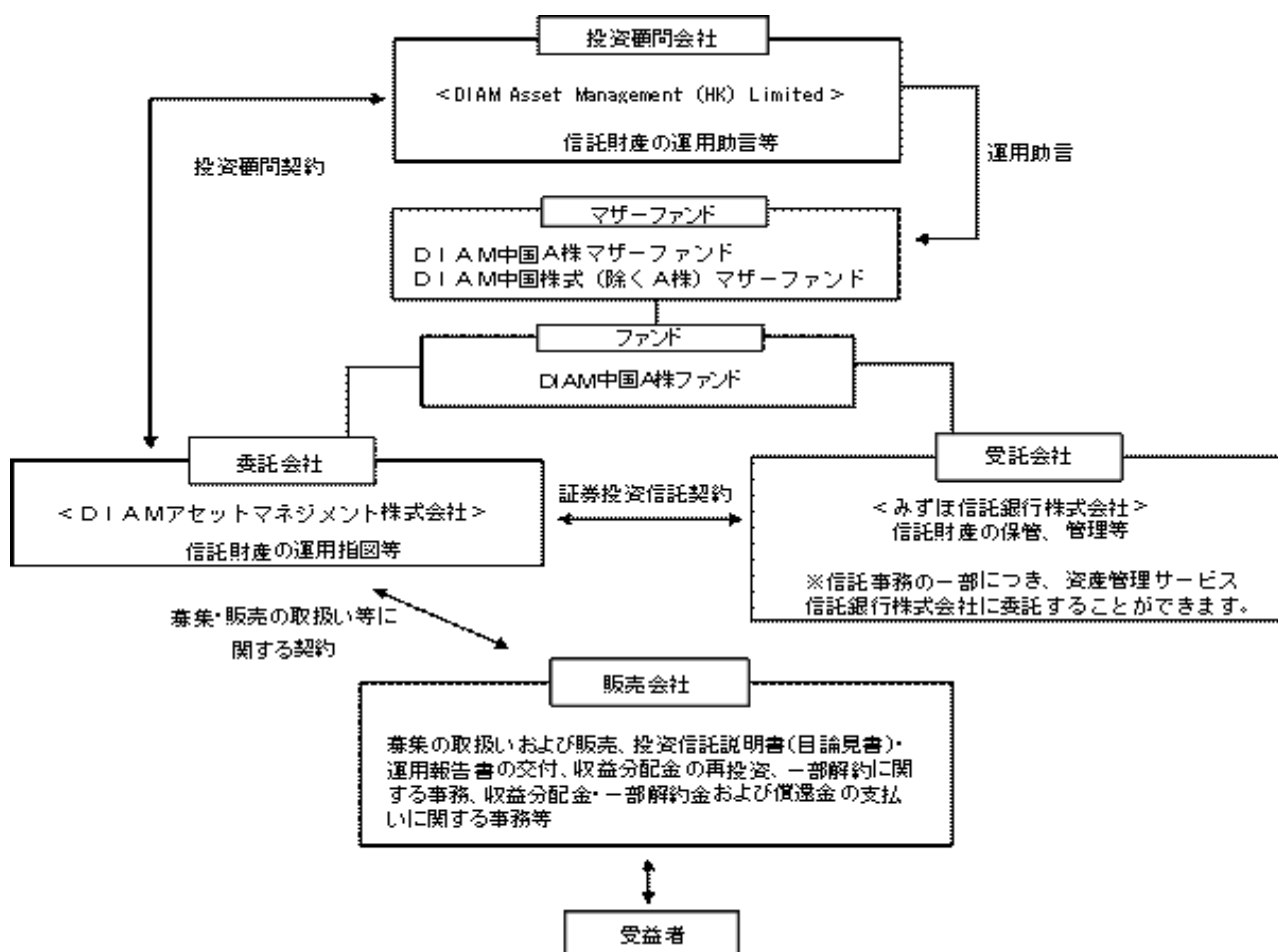 投資顧問会社
<DIAM Asset Management (HK) Limited>
信託財産の運用助言等
投資顧問契約
運用助言
マザーファンド
DIAM中国A株マザーファンド
DIAM中国株式(除くA株)マザーファンド
ファンド
DIAM中国A株ファンド
委託会社
<DIAMアセットマネジメント株式会社>
信託財産の運用指図等
証券投資信託契約
受託会社
<みずほ信託銀行株式会社>
信託財産の保管、管理等
※信託事務の一部につき、資産管理サービス
信託銀行株式会社に委託することができます。
募集・販売の取扱い等に
関する契約
販売会社
募集の取扱いおよび販売、投資信託説明書(目論見書)・
運用報告書の交付、収益分配金の再投資、一部解約に関
する事務、収益分配金・一部解約金および償還金の支払
いに関する事務等
受益者